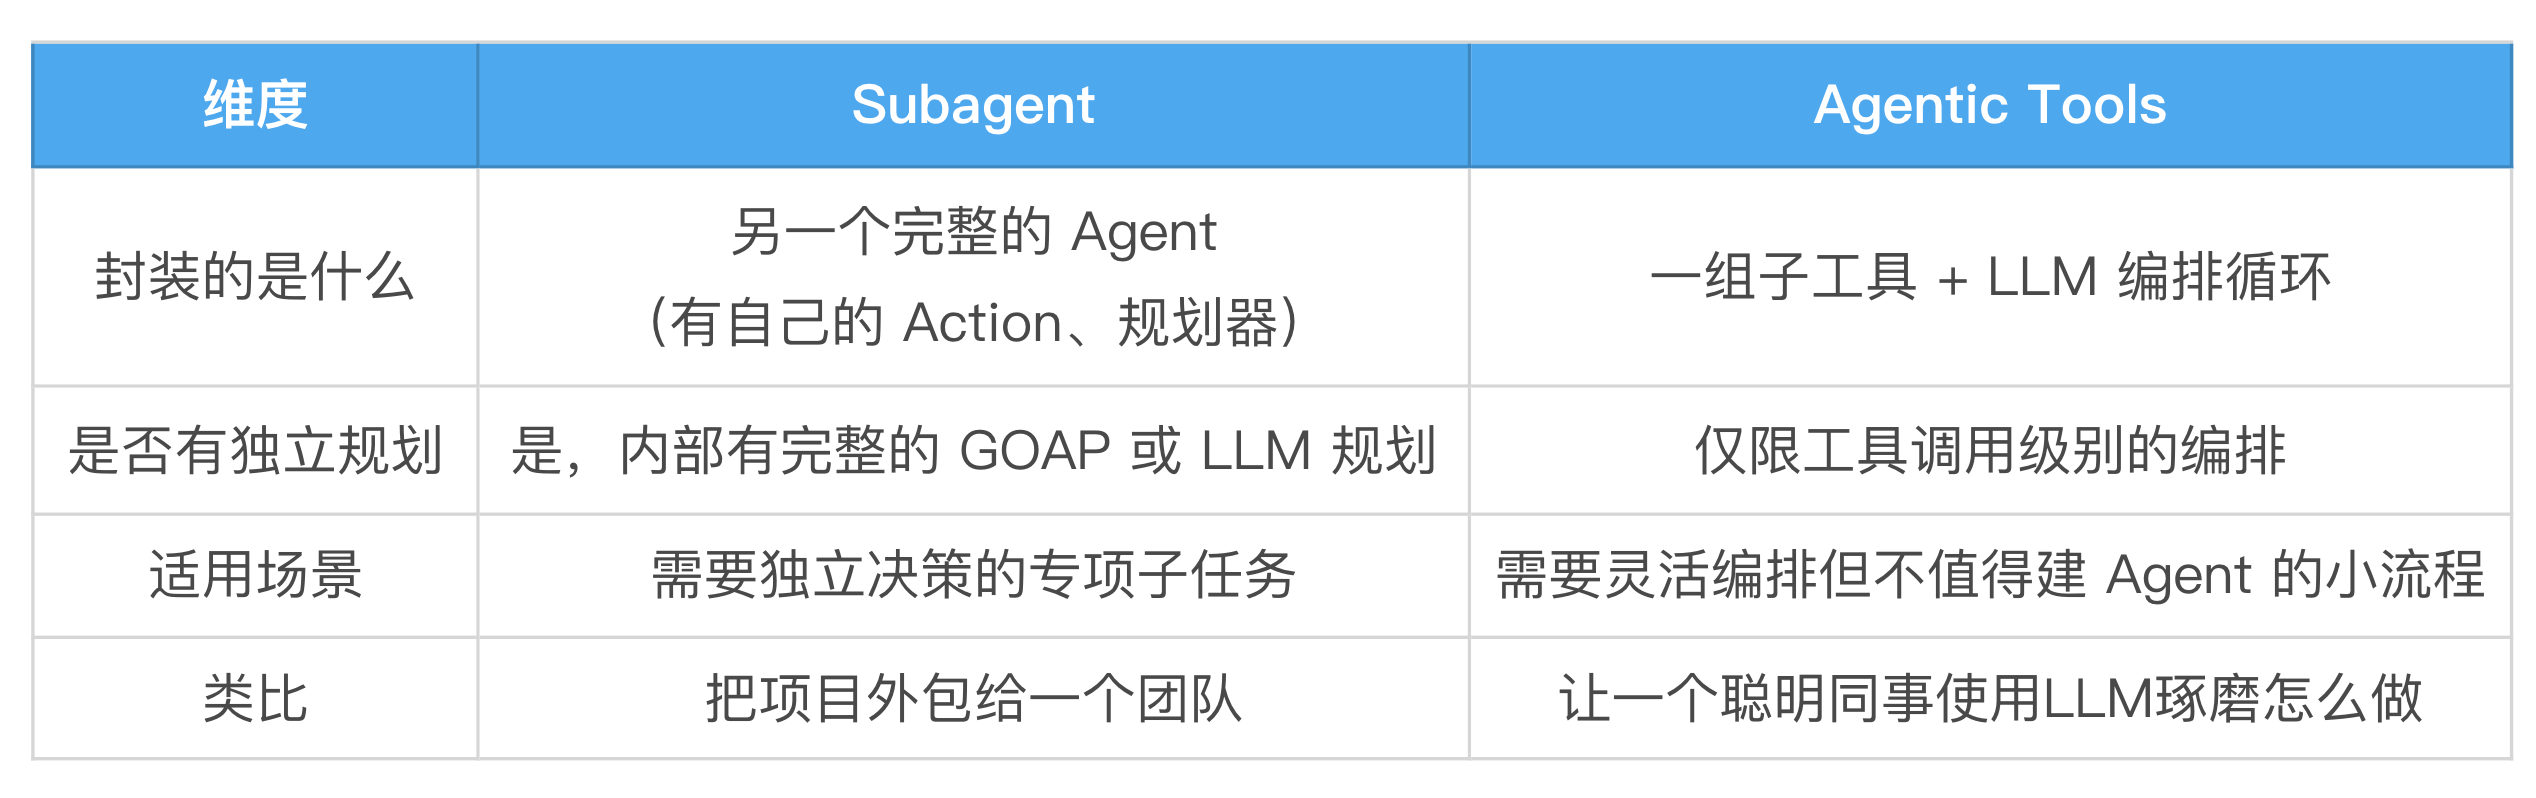 维度
Subagent
Agentic Tools
封装的是什么
另一个完整的 Agent
（有自己的 Action、规划器）
一组子工具 + LLM 编排循环
是否有独立规划
是，内部有完整的 GOAP 或 LLM 规划
仅限工具调用级别的编排
适用场景
需要独立决策的专项子任务
需要灵活编排但不值得建 Agent 的小流程
类比
把项目外包给一个团队
让一个聪明同事使用LLM琢磨怎么做